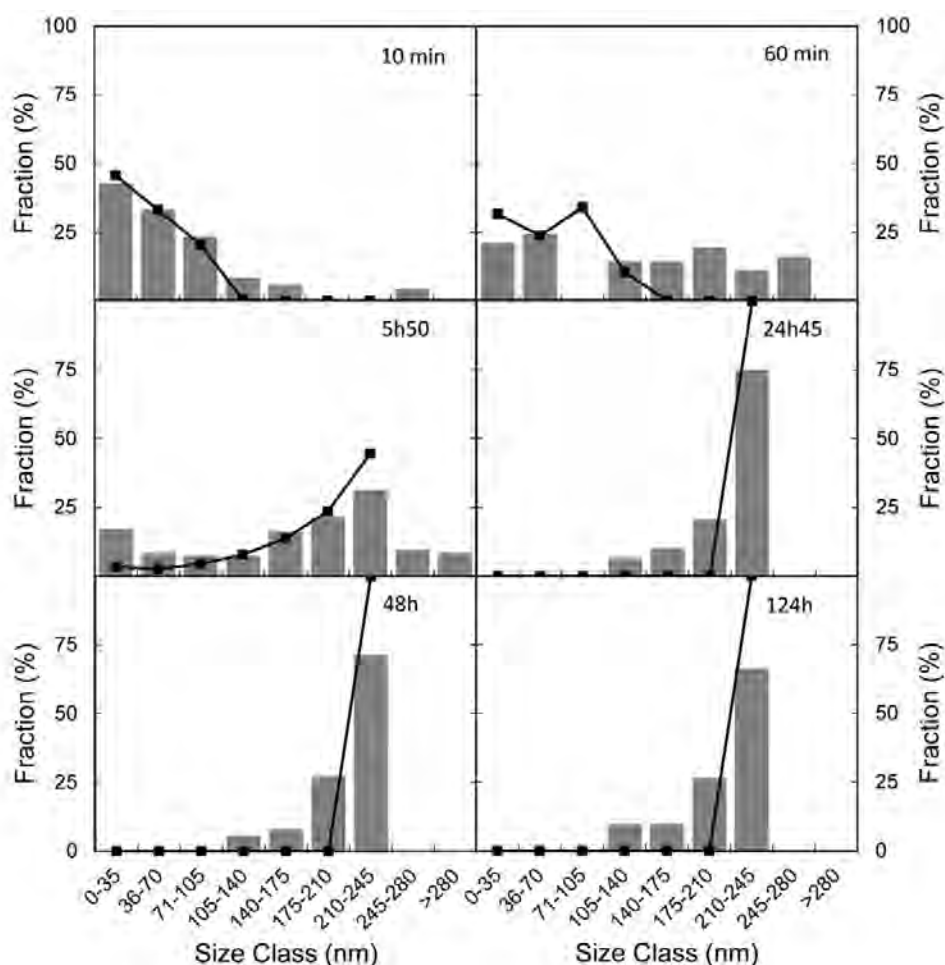 100
75
50
25
Fraction (%)
10 min
60 min
100
75
50
25
Fraction (%)
75
50
25
Fraction (%)
5h50
24h45
75
50
25
Fraction (%)
75
50
25
0
Fraction (%)
48h
124h
75
50
25
0
Fraction (%)
0-35
36-70
71-105
105-140
140-175
175-210
210-245
245-280
>280
0-35
36-70
71-105
105-140
140-175
175-210
210-245
245-280
>280
Size Class (nm)
Size Class (nm)